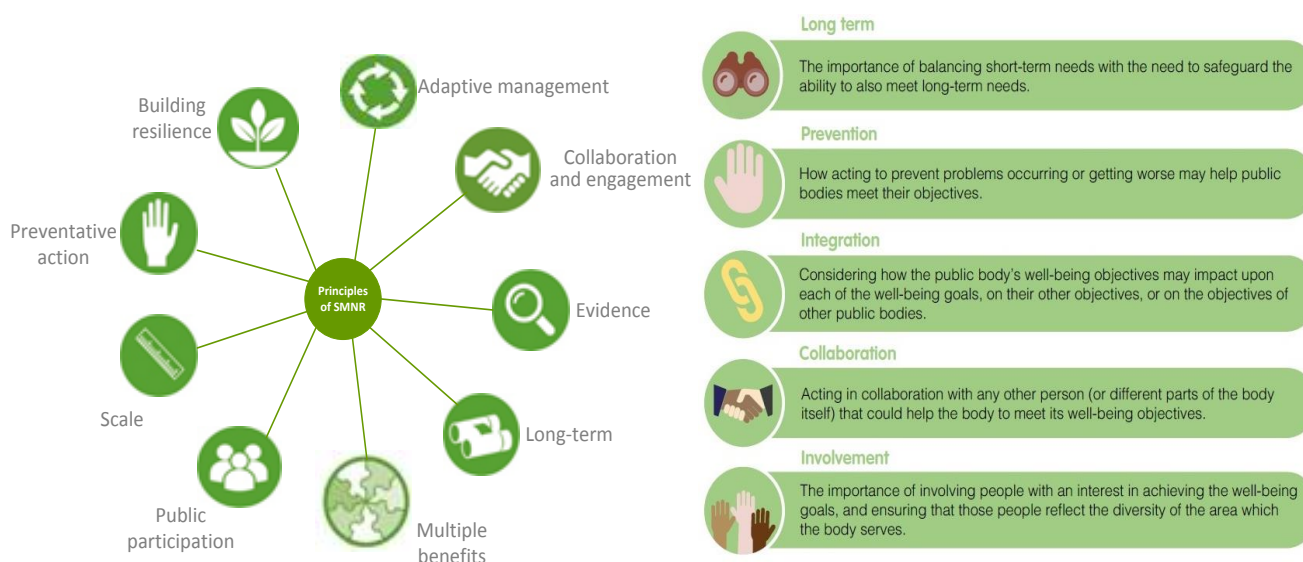 Adaptive management
Building
resilience
Collaboration
and engagement
Preventative
action
Principles
of SMNR
Evidence
Scale
Long-term
Public
participation
Multiple
benefits
Long term
The importance of balancing short-term needs with the need to safeguard the
ability to also meet long-term needs.
Prevention
How acting to prevent problems occurring or getting worse may help public
bodies meet their objectives.
Integration
Considering how the public body's well-being objectives may impact upon
each of the well-being goals, on their other objectives, or on the objectives of
other public bodies.
Collaboration
Acting in collaboration with any other person (or different parts of the body
itself) that could help the body to meet its well-being objectives.
Involvement
The importance of involving people with an interest in achieving the well-being
goals, and ensuring that those people reflect the diversity of the area which
the body serves.